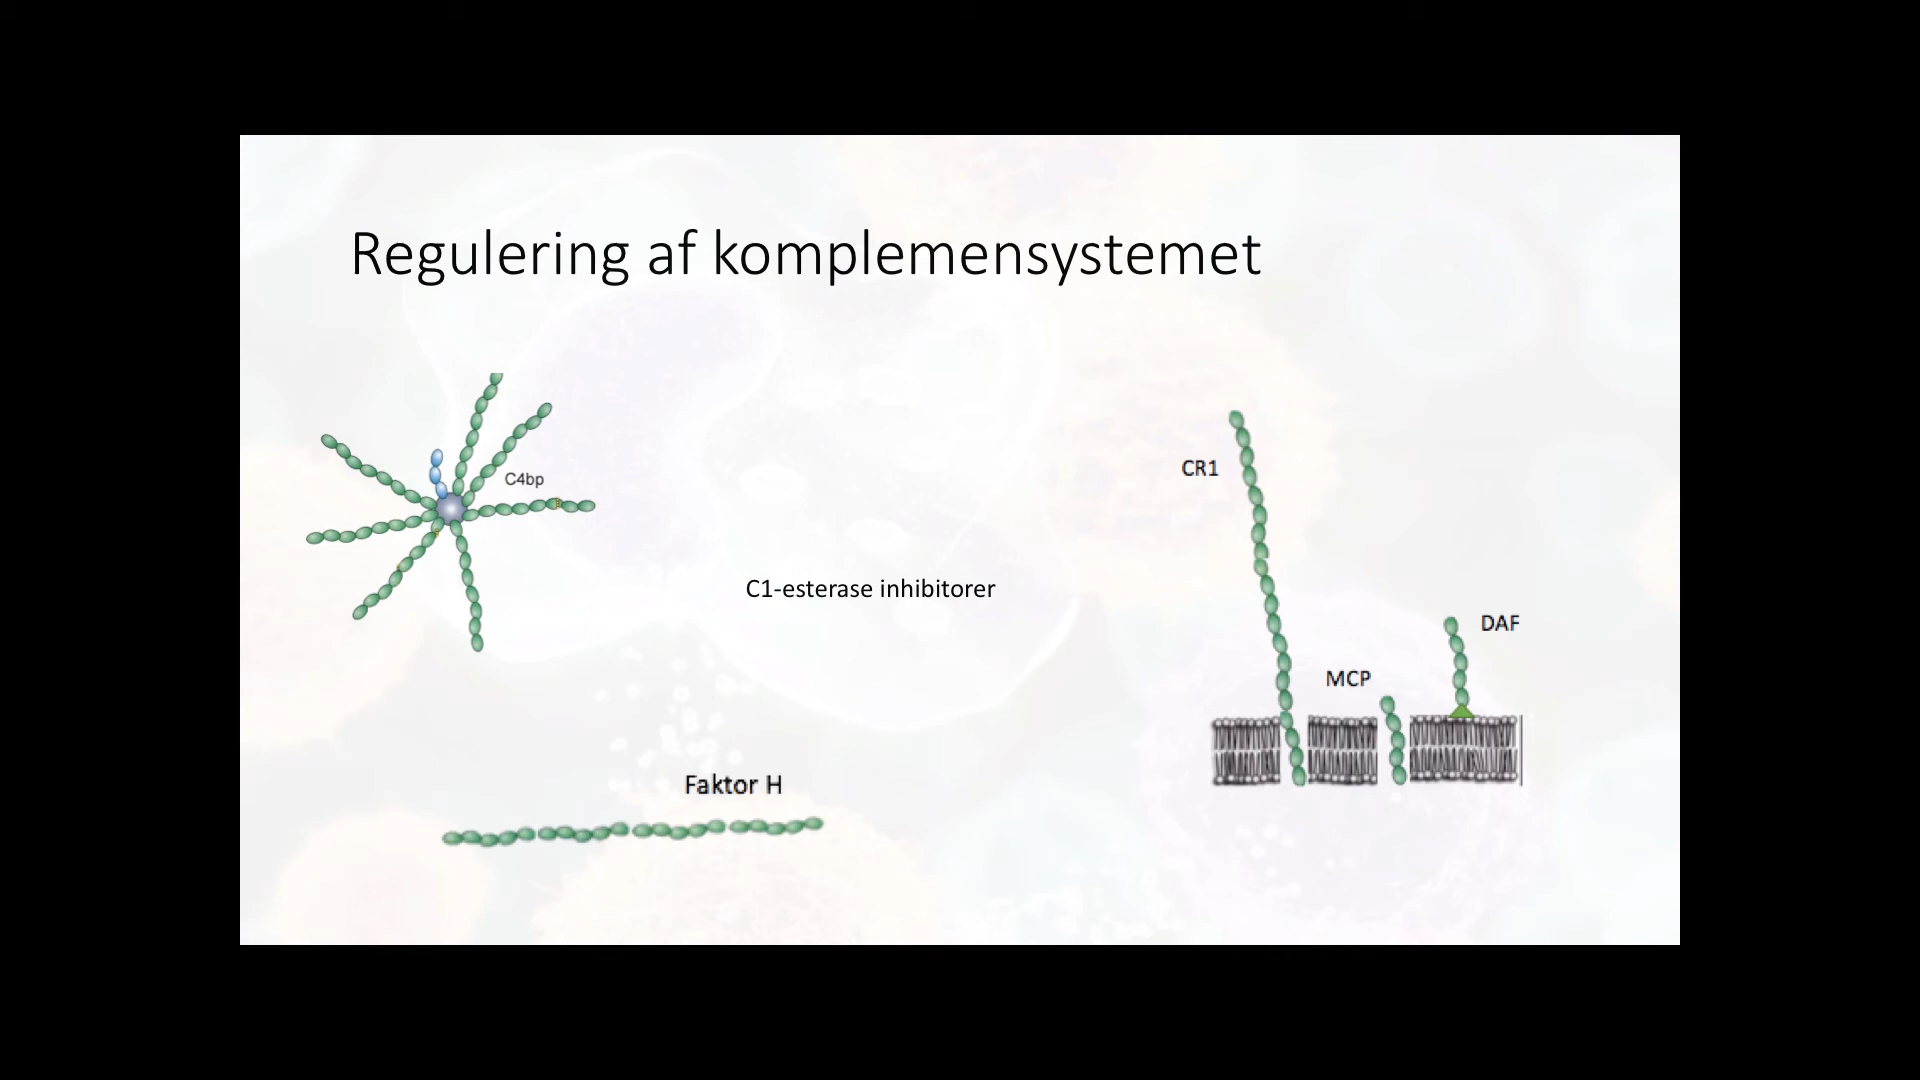 Regulering af komplemensystemet
C4bp
CR1
C1-esterase inhibitorer
DAF
MCP
Faktor H